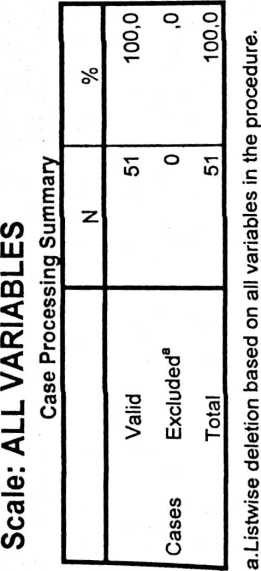 Scale: ALL VARIABLES
Case Processing Summary
N %
Valid 51 100,0
Cases Excludedᵃ 0 ,0
Total 51 100,0
a.Listwise deletion based on all variables in the procedure.